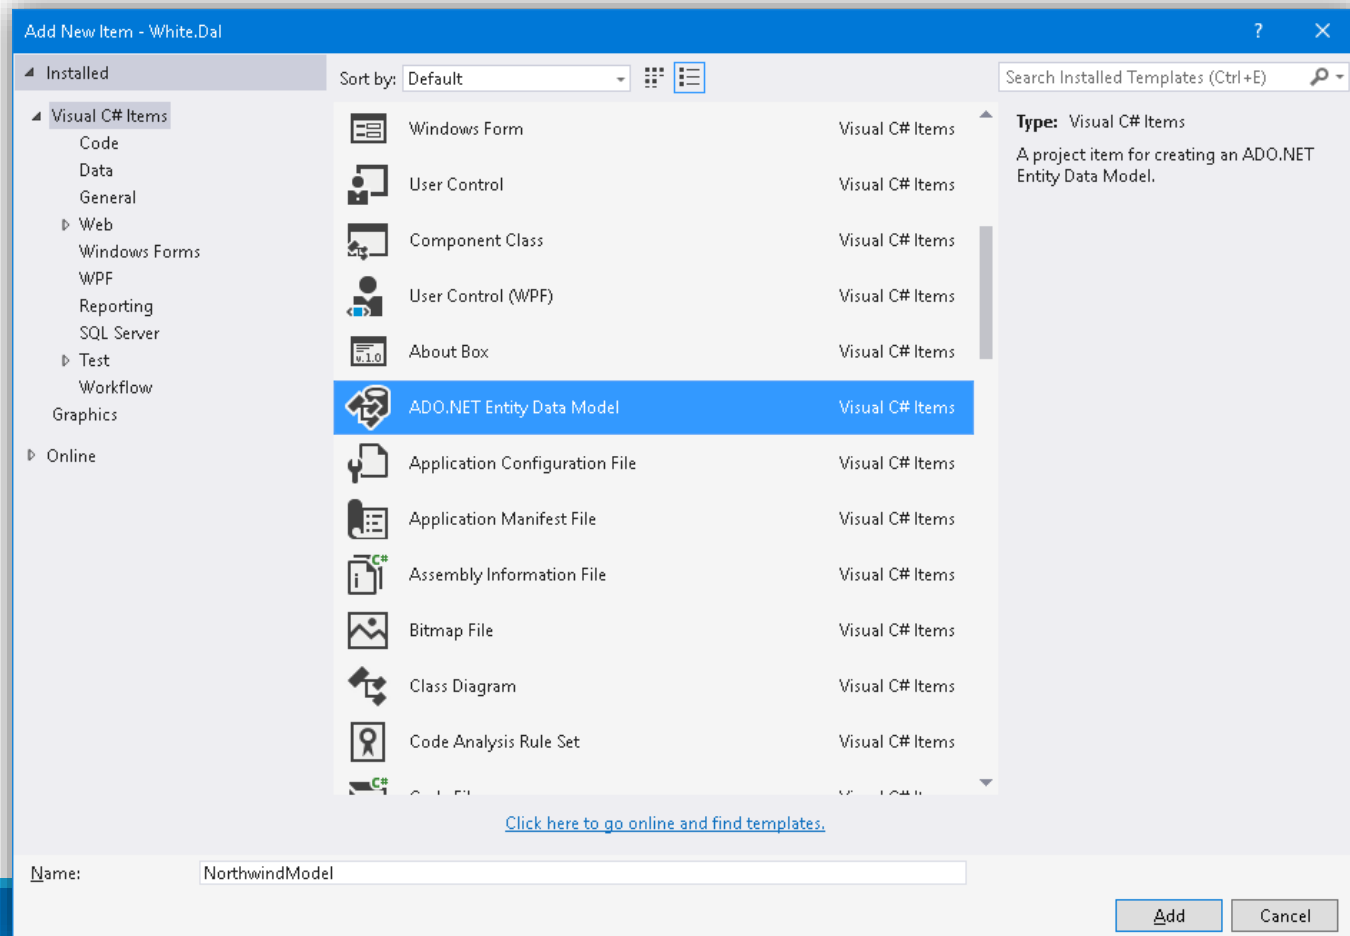 Add New Item - White.Dal ?
Installed
Sort by: Default
Search Installed Templates (Ctrl+E)
Visual C# Items
Code
Data
General
Web
Windows Forms
WPF
Reporting
SQL Server
Test
Workflow
Graphics
Online
Windows Form Visual C# Items
User Control Visual C# Items
Component Class Visual C# Items
User Control (WPF) Visual C# Items
v.1.0
About Box Visual C# Items
ADO.NET Entity Data Model Visual C# Items
Application Configuration File Visual C# Items
Application Manifest File Visual C# Items
C#
Assembly Information File Visual C# Items
Bitmap File Visual C# Items
Class Diagram Visual C# Items
Code Analysis Rule Set Visual C# Items
C#
Type: Visual C# Items
A project item for creating an ADO.NET
Entity Data Model.
Click here to go online and find templates.
Name: NorthwindModel
Add Cancel